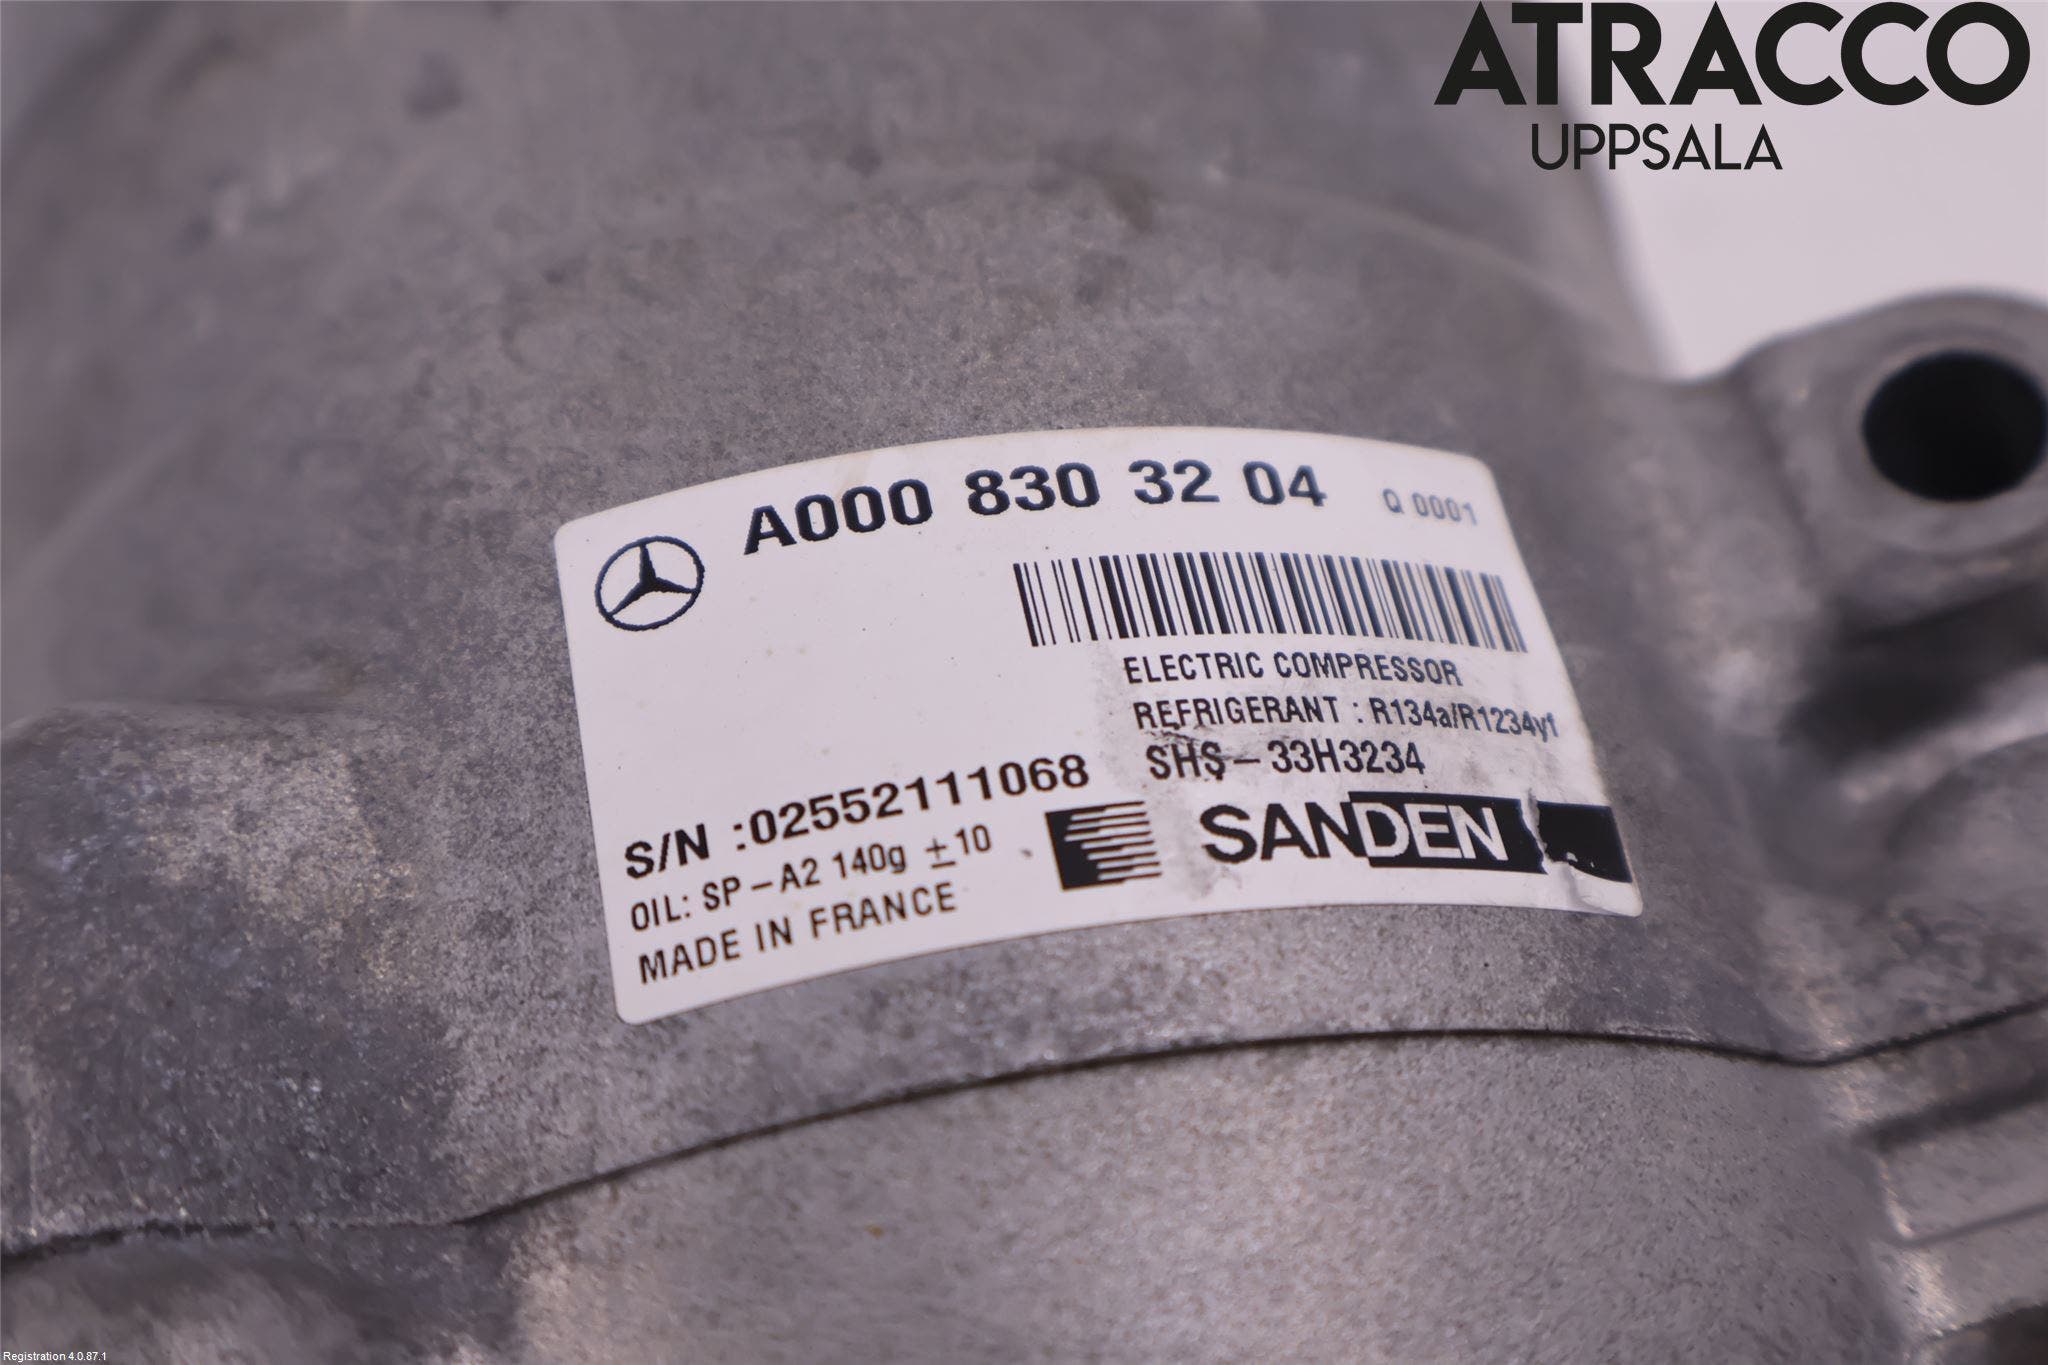 ATRACCO
UPPSALA
A000 830 32 04 Q 0001
ELECTRIC COMPRESSOR
REFRIGERANT : R134a/R1234yf
SHS – 33H3234
S/N :02552111068
OIL: SP – A2 140g ±10
SANDEN
MADE IN FRANCE
Registration 4.0.87.1